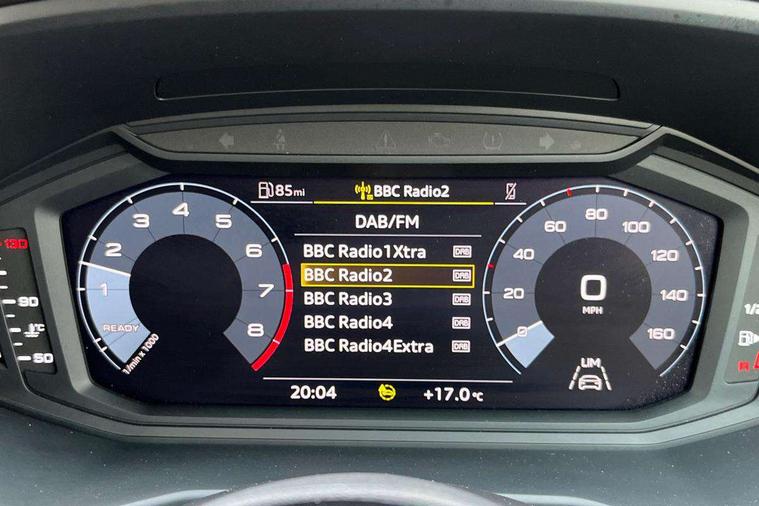 85mi
BBC Radio2
DAB/FM
BBC Radio1Xtra DAB
BBC Radio2 DAB
BBC Radio3 DAB
BBC Radio4 DAB
BBC Radio4Extra DAB
20:04
+17.0°C
1
2
3
4
5
6
7
8
READY
1/min x 1000
0
20
40
60
80
100
120
140
160
0
MPH
LIM
130
90
°C
50
1/2
R